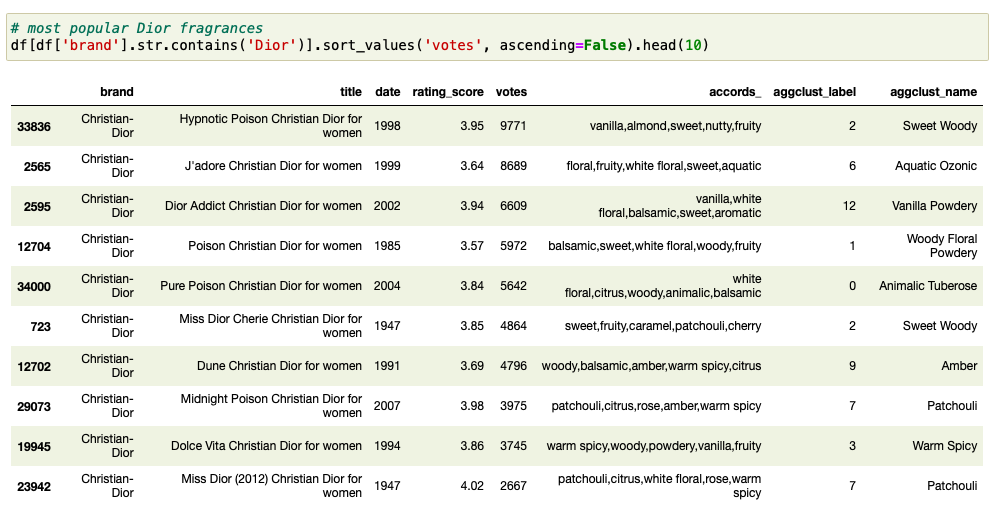 # most popular Dior fragrances
df[df['brand'].str.contains('Dior')].sort_values('votes', ascending=False).head(10)
brand title date rating_score votes accords_ aggclust_label aggclust_name
33836 Christian-Dior Hypnotic Poison Christian Dior for women 1998 3.95 9771 vanilla,almond,sweet,nutty,fruity 2 Sweet Woody
2565 Christian-Dior J'adore Christian Dior for women 1999 3.64 8689 floral,fruity,white floral,sweet,aquatic 6 Aquatic Ozonic
2595 Christian-Dior Dior Addict Christian Dior for women 2002 3.94 6609 vanilla,white floral,balsamic,sweet,aromatic 12 Vanilla Powdery
12704 Christian-Dior Poison Christian Dior for women 1985 3.57 5972 balsamic,sweet,white floral,woody,fruity 1 Woody Floral Powdery
34000 Christian-Dior Pure Poison Christian Dior for women 2004 3.84 5642 white floral,citrus,woody,animalic,balsamic 0 Animalic Tuberose
723 Christian-Dior Miss Dior Cherie Christian Dior for women 1947 3.85 4864 sweet,fruity,caramel,patchouli,cherry 2 Sweet Woody
12702 Christian-Dior Dune Christian Dior for women 1991 3.69 4796 woody,balsamic,amber,warm spicy,citrus 9 Amber
29073 Christian-Dior Midnight Poison Christian Dior for women 2007 3.98 3975 patchouli,citrus,rose,amber,warm spicy 7 Patchouli
19945 Christian-Dior Dolce Vita Christian Dior for women 1994 3.86 3745 warm spicy,woody,powdery,vanilla,fruity 3 Warm Spicy
23942 Christian-Dior Miss Dior (2012) Christian Dior for women 1947 4.02 2667 patchouli,citrus,white floral,rose,warm spicy 7 Patchouli